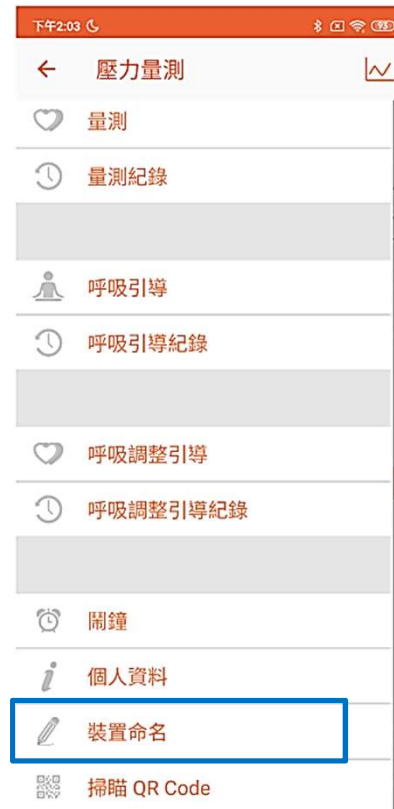 下午2:03
93
壓力量測
量測
量測紀錄
呼吸引導
呼吸引導紀錄
呼吸調整引導
呼吸調整引導紀錄
鬧鐘
個人資料
裝置命名
掃瞄 QR Code